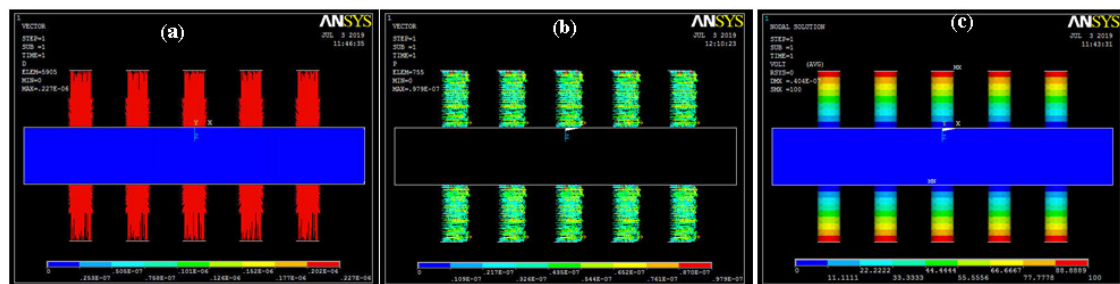 1
VECTOR
STEP=1
SUB =1
TIME=1
D
ELEM=5905
MIN=0
MAX=.227E-06
(a)
ANSYS
JUL 3 2019
11:46:35
Y X
0 .505E-07 .101E-06 .152E-06 .202E-06
.253E-07 .758E-07 .126E-06 .177E-06 .227E-06
1
VECTOR
STEP=1
SUB =1
TIME=1
P
ELEM=755
MIN=0
MAX=.979E-07
(b)
ANSYS
JUL 3 2019
12:10:23
0 .217E-07 .435E-07 .652E-07 .870E-07
.109E-07 .326E-07 .544E-07 .761E-07 .979E-07
1
NODAL SOLUTION
STEP=1
SUB =1
TIME=1
VOLT (AVG)
RSYS=0
DMX =.404E-07
SMX =100
(c)
ANSYS
JUL 3 2019
11:43:31
MX
Y X
MN
0 22.2222 44.4444 66.6667 88.8889
11.1111 33.3333 55.5556 77.7778 100